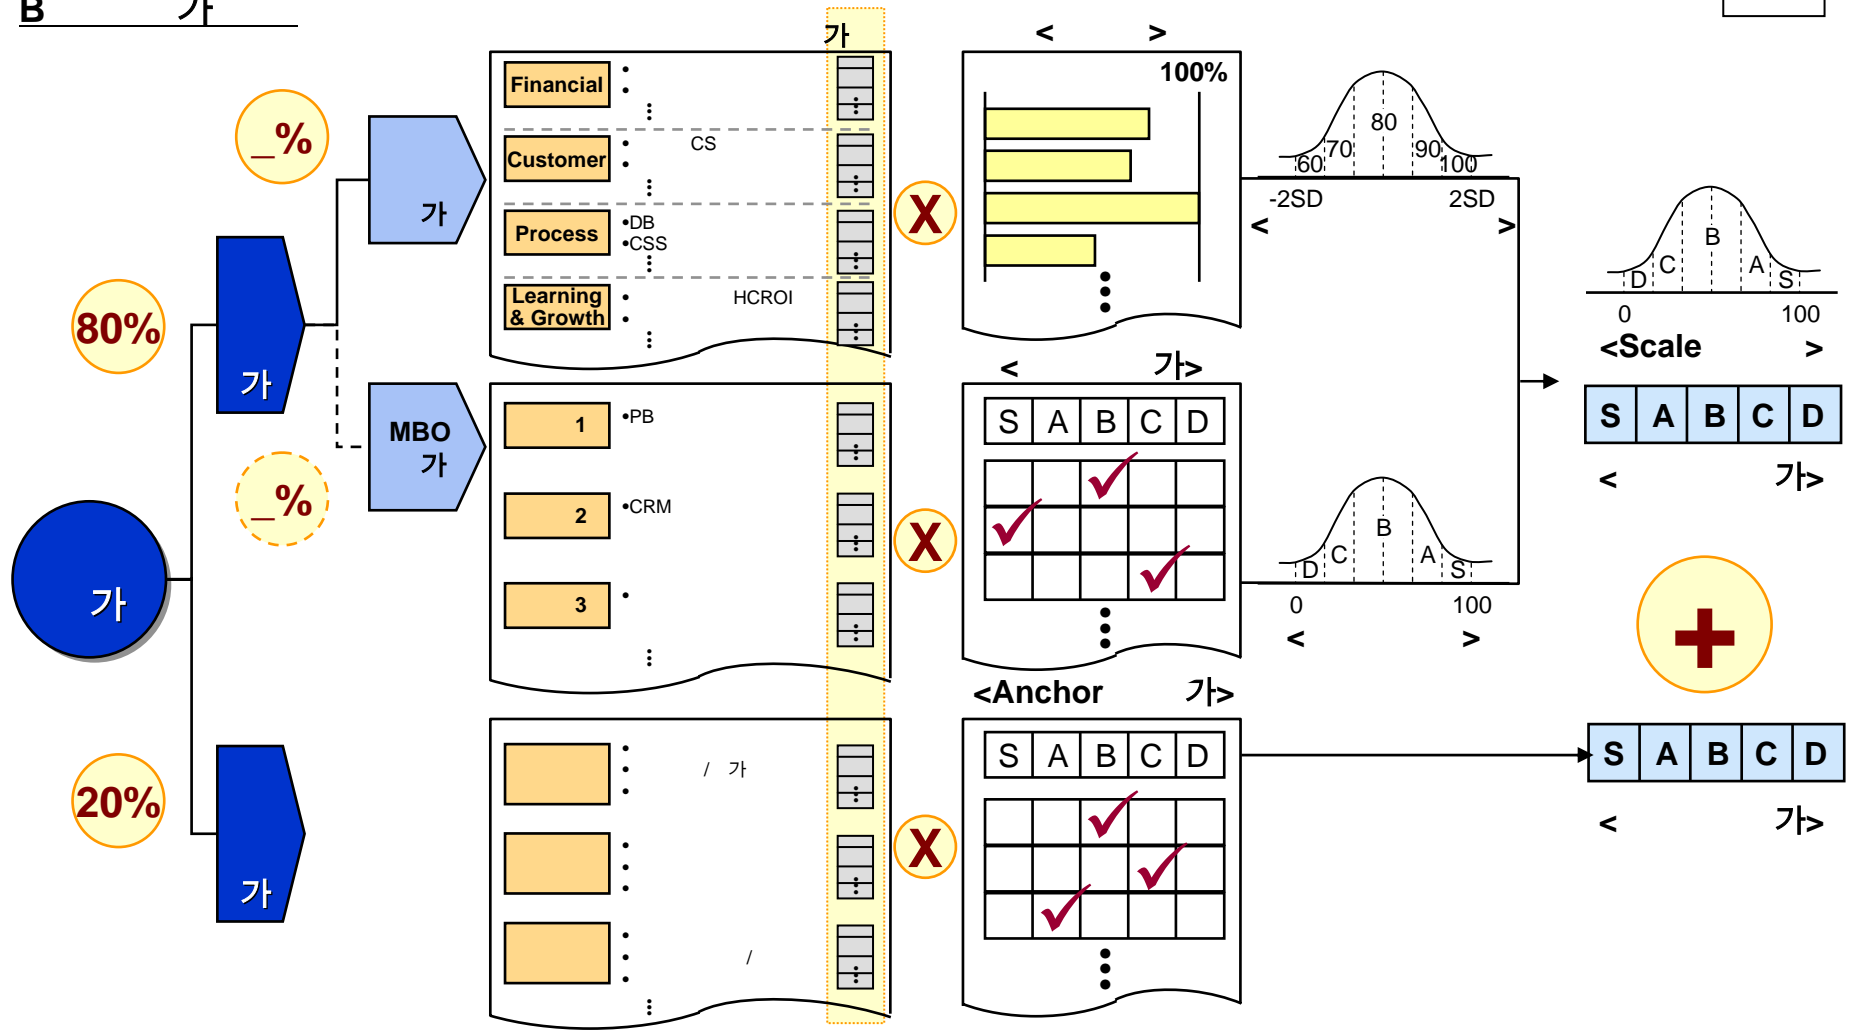 B 가
가
< >
Financial
100%
_%
80
70
90
60
100
CS
Customer
-2SD
2SD
< >
가
X
DB
Process
CSS
B
C
A
D
S
0
100
Learning
& Growth
HCROI
80%
<Scale >
가
< 가>
MBO
가
1
PB
S A B C D
S A B C D
_%
2
CRM
< 가>
X
B
C
A
D
S
가
3
0
100
< >
+
<Anchor 가>
S A B C D
S A B C D
/ 가
20%
< 가>
X
가
/